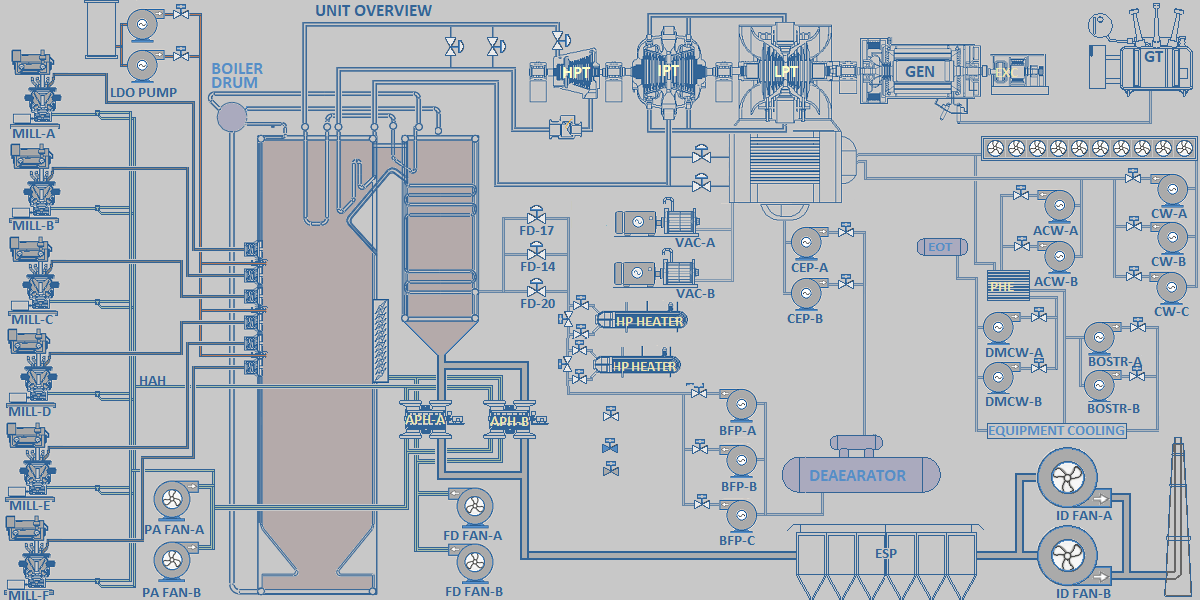 UNIT OVERVIEW
LDO PUMP
BOILER
DRUM
HPT
IPT
LPT
GEN
EXC
GT
MILL-A
MILL-B
MILL-C
MILL-D
MILL-E
MILL-F
HAH
FD-17
FD-14
FD-20
VAC-A
VAC-B
CEP-A
CEP-B
EOT
ACW-A
ACW-B
CW-A
CW-B
CW-C
PHE
HP HEATER
HP HEATER
DMCW-A
DMCW-B
BOSTR-A
BOSTR-B
EQUIPMENT COOLING
APH-A
APH-B
BFP-A
BFP-B
BFP-C
DEAEARATOR
PA FAN-A
PA FAN-B
FD FAN-A
FD FAN-B
ESP
ID FAN-A
ID FAN-B